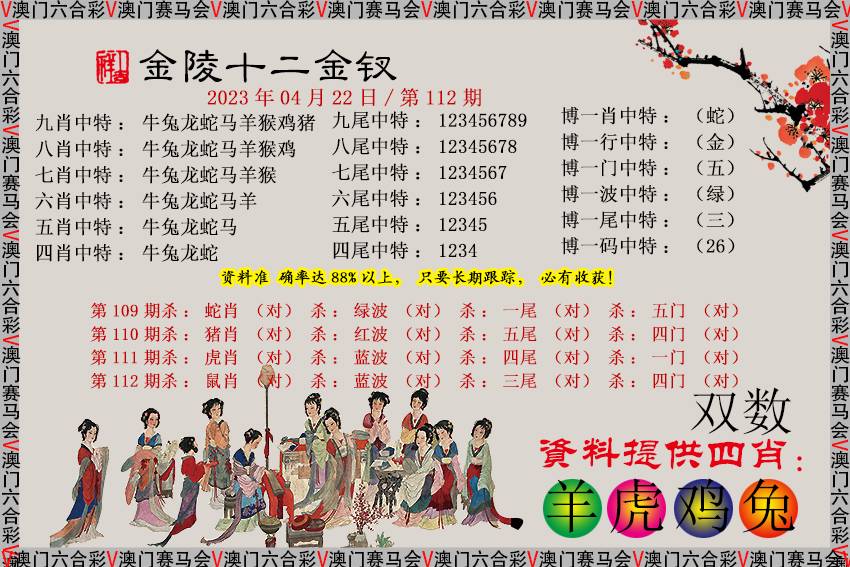 V澳门六合彩V澳门赛马会V澳门六合彩V澳门赛马会V澳门六合彩V澳门赛马会V澳门六合彩V澳门赛马会
金陵十二金钗
2023 年 04 月 22 日 / 第 112 期
九肖中特： 牛兔龙蛇马羊猴鸡猪 九尾中特： 123456789 博一肖中特： （蛇）
八肖中特： 牛兔龙蛇马羊猴鸡 八尾中特： 12345678 博一行中特： （金）
七肖中特： 牛兔龙蛇马羊猴 七尾中特： 1234567 博一门中特： （五）
六肖中特： 牛兔龙蛇马羊 六尾中特： 123456 博一波中特： （绿）
五肖中特： 牛兔龙蛇马 五尾中特： 12345 博一尾中特： （三）
四肖中特： 牛兔龙蛇 四尾中特： 1234 博一码中特： （26）
资料准 确率达 88% 以上， 只要长期跟踪， 必有收获！
第 109 期杀： 蛇肖 （对） 杀： 绿波 （对） 杀： 一尾 （对） 杀： 五门 （对）
第 110 期杀： 猪肖 （对） 杀： 红波 （对） 杀： 五尾 （对） 杀： 四门 （对）
第 111 期杀： 虎肖 （对） 杀： 蓝波 （对） 杀： 四尾 （对） 杀： 一门 （对）
第 112 期杀： 鼠肖 （对） 杀： 蓝波 （对） 杀： 三尾 （对） 杀： 四门 （对）
双数
資料提供四肖：
羊虎鸡兔
澳门六合彩V澳门赛马会V澳门六合彩V澳门赛马会V澳门六合彩V澳门赛马会V澳门六合彩V澳门赛马会